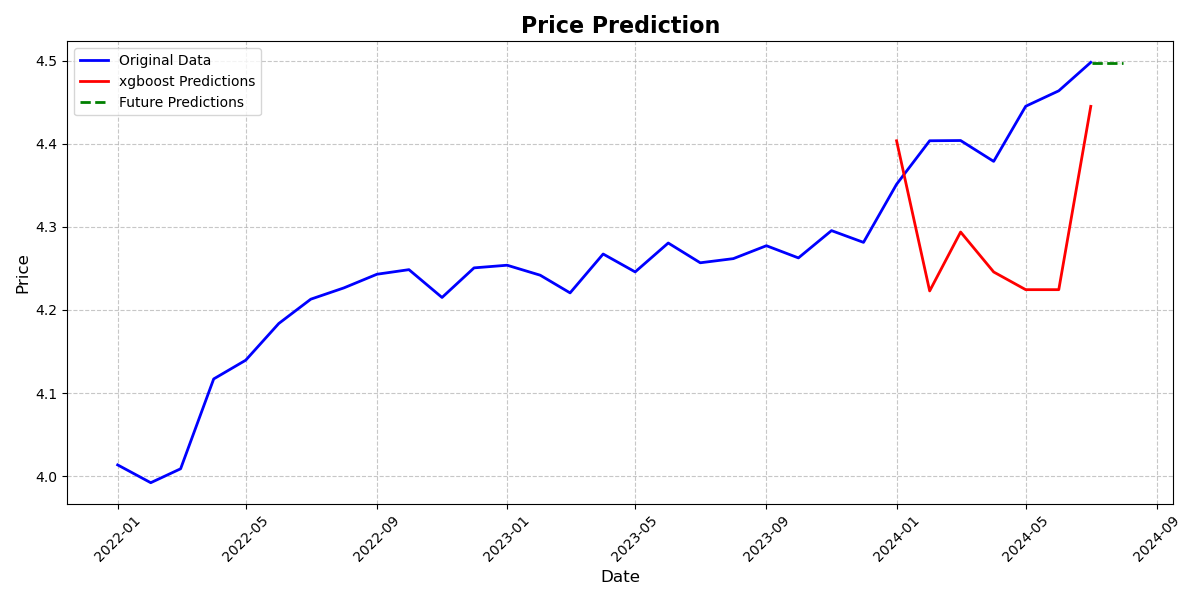 Price Prediction
Original Data
xgboost Predictions
Future Predictions
4.5
4.4
4.3
4.2
4.1
4.0
Price
2022-01
2022-05
2022-09
2023-01
2023-05
2023-09
2024-01
2024-05
2024-09
Date